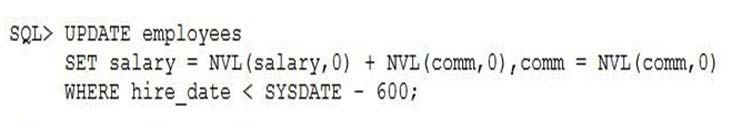 SQL> UPDATE employees
SET salary = NVL(salary,0) + NVL(comm,0),comm = NVL(comm,0)
WHERE hire_date < SYSDATE - 600;